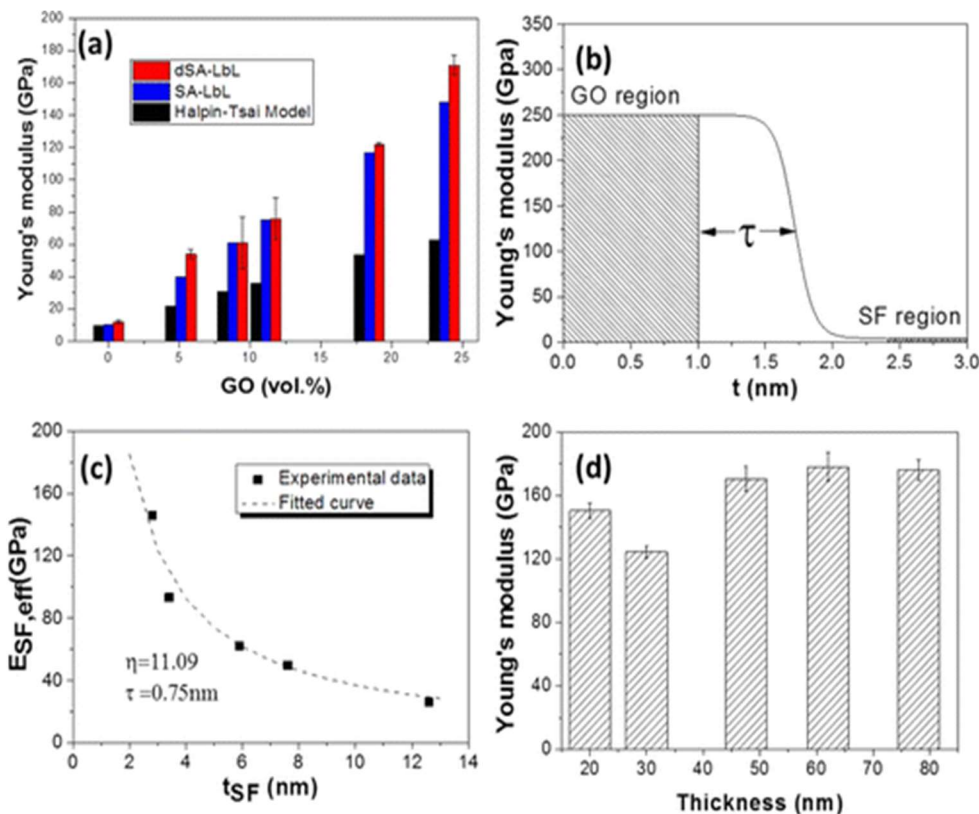 (a)
Young's modulus (GPa)
200
180
160
140
120
100
80
60
40
20
0
dSA-LbL
SA-LbL
Halpin-Tsai Model
0 5 10 15 20 25
GO (vol.%)
(b)
Young's modulus (Gpa)
350
300
250
200
150
100
50
0
GO region
τ
SF region
0.0 0.5 1.0 1.5 2.0 2.5 3.0
t (nm)
(c)
E SF,eff(GPa)
200
160
120
80
40
0
Experimental data
Fitted curve
η=11.09
τ =0.75nm
0 2 4 6 8 10 12 14
tSF (nm)
(d)
Young's modulus (GPa)
200
160
120
80
40
0
20 30 40 50 60 70 80
Thickness (nm)